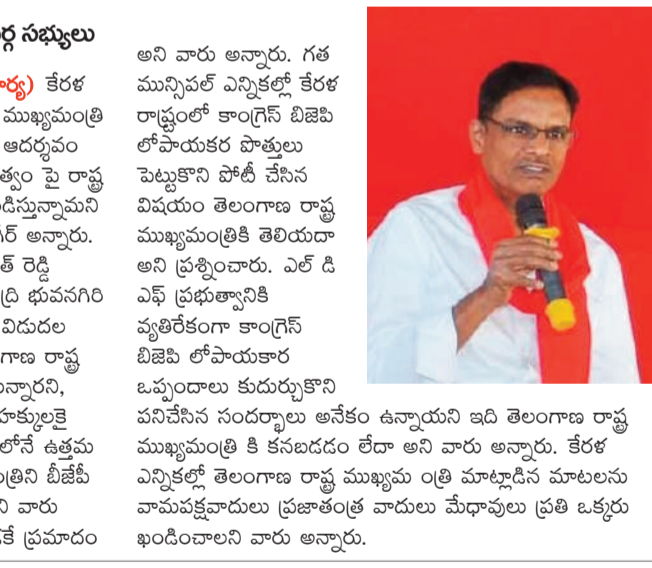 ర్గ సభ్యులు
ర్య) కేరళ
ముఖ్యమంత్రి
ఆదర్శవం
త్వం పై రాష్ట్ర
డిస్తున్నామని
ర్ అన్నారు.
త్ రెడ్డి
ద్రి భువనగిరి
విడుదల
గాణ రాష్ట్ర
న్నారని,
హక్కులకై
లోనే ఉత్తమ
ంత్రిని బీజేపీ
ని వారు
కే ప్రమాదం
అని వారు అన్నారు. గత
మున్సిపల్ ఎన్నికల్లో కేరళ
రాష్ట్రంలో కాంగ్రెస్ బిజెపి
లోపాయకర పొత్తులు
పెట్టుకొని పోటీ చేసిన
విషయం తెలంగాణ రాష్ట్ర
ముఖ్యమంత్రికి తెలియదా
అని ప్రశ్నించారు. ఎల్ డి
ఎఫ్ ప్రభుత్వానికి
వ్యతిరేకంగా కాంగ్రెస్
బిజెపి లోపాయకార
ఒప్పందాలు కుదుర్చుకొని
పనిచేసిన సందర్భాలు అనేకం ఉన్నాయని ఇది తెలంగాణ రాష్ట్ర
ముఖ్యమంత్రి కి కనబడడం లేదా అని వారు అన్నారు. కేరళ
ఎన్నికల్లో తెలంగాణ రాష్ట్ర ముఖ్యమ ంత్రి మాట్లాడిన మాటలను
వామపక్షవాదులు ప్రజాతంత్ర వాదులు మేధావులు ప్రతి ఒక్కరు
ఖండించాలని వారు అన్నారు.